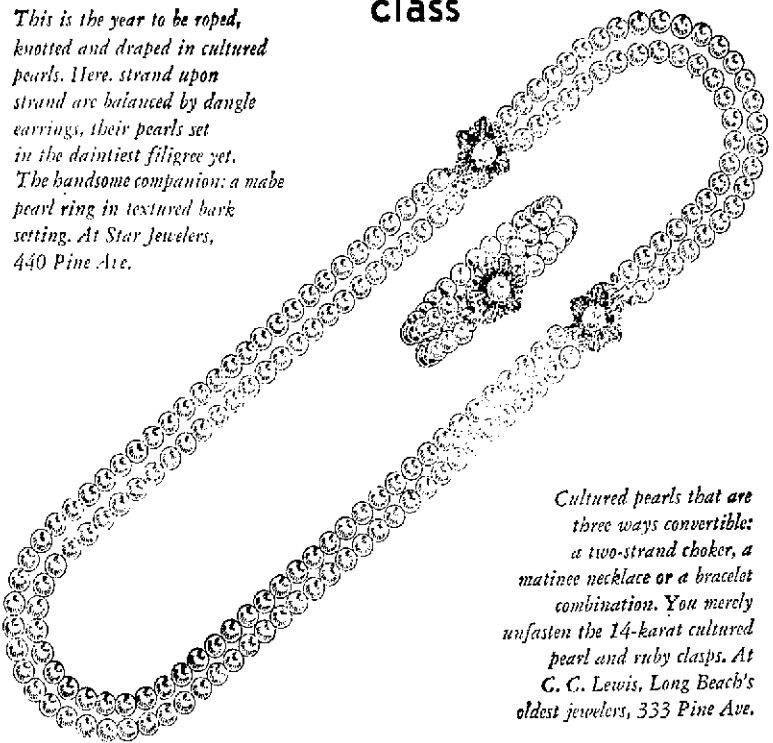 class
This is the year to be roped,
knotted and draped in cultured
pearls. Here, strand upon
strand are balanced by dangle
earrings, their pearls set
in the daintiest filigree yet.
The handsome companion: a mabe
pearl ring in textured bark
setting. At Star Jewelers,
440 Pine Ave.
Cultured pearls that are
three ways convertible:
a two-strand choker, a
matinee necklace or a bracelet
combination. You merely
unfasten the 14-karat cultured
pearl and ruby clasps. At
C. C. Lewis, Long Beach's
oldest jewelers, 333 Pine Ave.